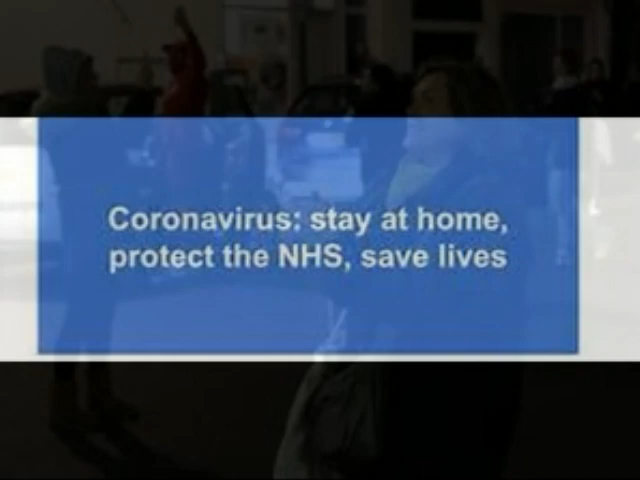 Coronavirus: stay at home,
protect the NHS, save lives